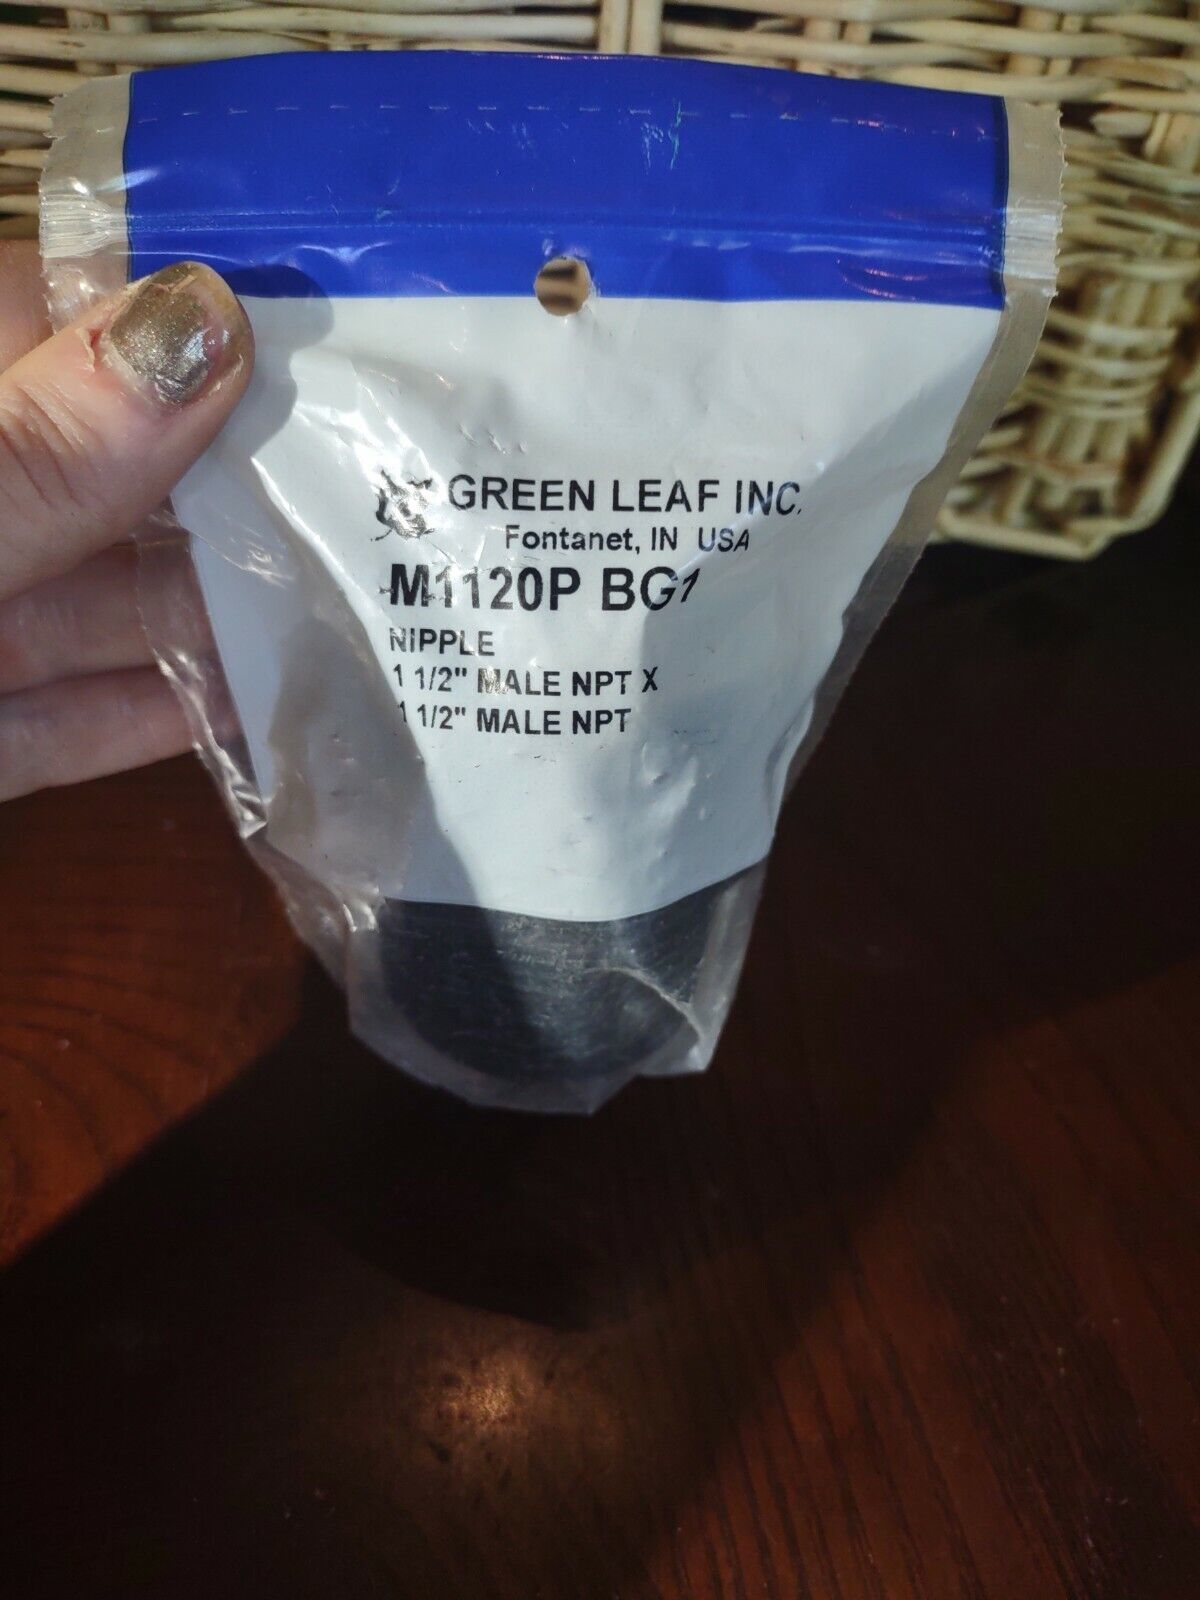 GREEN LEAF INC.
Fontanet, IN USA
M1120P BG1
NIPPLE
1 1/2" MALE NPT X
1 1/2" MALE NPT